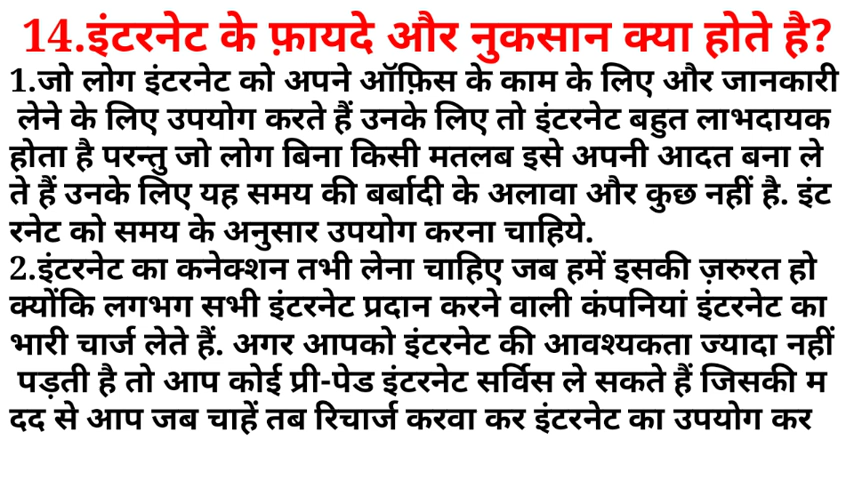 14.इंटरनेट के फ़ायदे और नुकसान क्या होते है?
1.जो लोग इंटरनेट को अपने ऑफ़िस के काम के लिए और जानकारी
लेने के लिए उपयोग करते हैं उनके लिए तो इंटरनेट बहुत लाभदायक
होता है परन्तु जो लोग बिना किसी मतलब इसे अपनी आदत बना ले
ते हैं उनके लिए यह समय की बर्बादी के अलावा और कुछ नहीं है. इंट
रनेट को समय के अनुसार उपयोग करना चाहिये.
2.इंटरनेट का कनेक्शन तभी लेना चाहिए जब हमें इसकी ज़रुरत हो
क्योंकि लगभग सभी इंटरनेट प्रदान करने वाली कंपनियां इंटरनेट का
भारी चार्ज लेते हैं. अगर आपको इंटरनेट की आवश्यकता ज्यादा नहीं
पड़ती है तो आप कोई प्री-पेड इंटरनेट सर्विस ले सकते हैं जिसकी म
दद से आप जब चाहें तब रिचार्ज करवा कर इंटरनेट का उपयोग कर